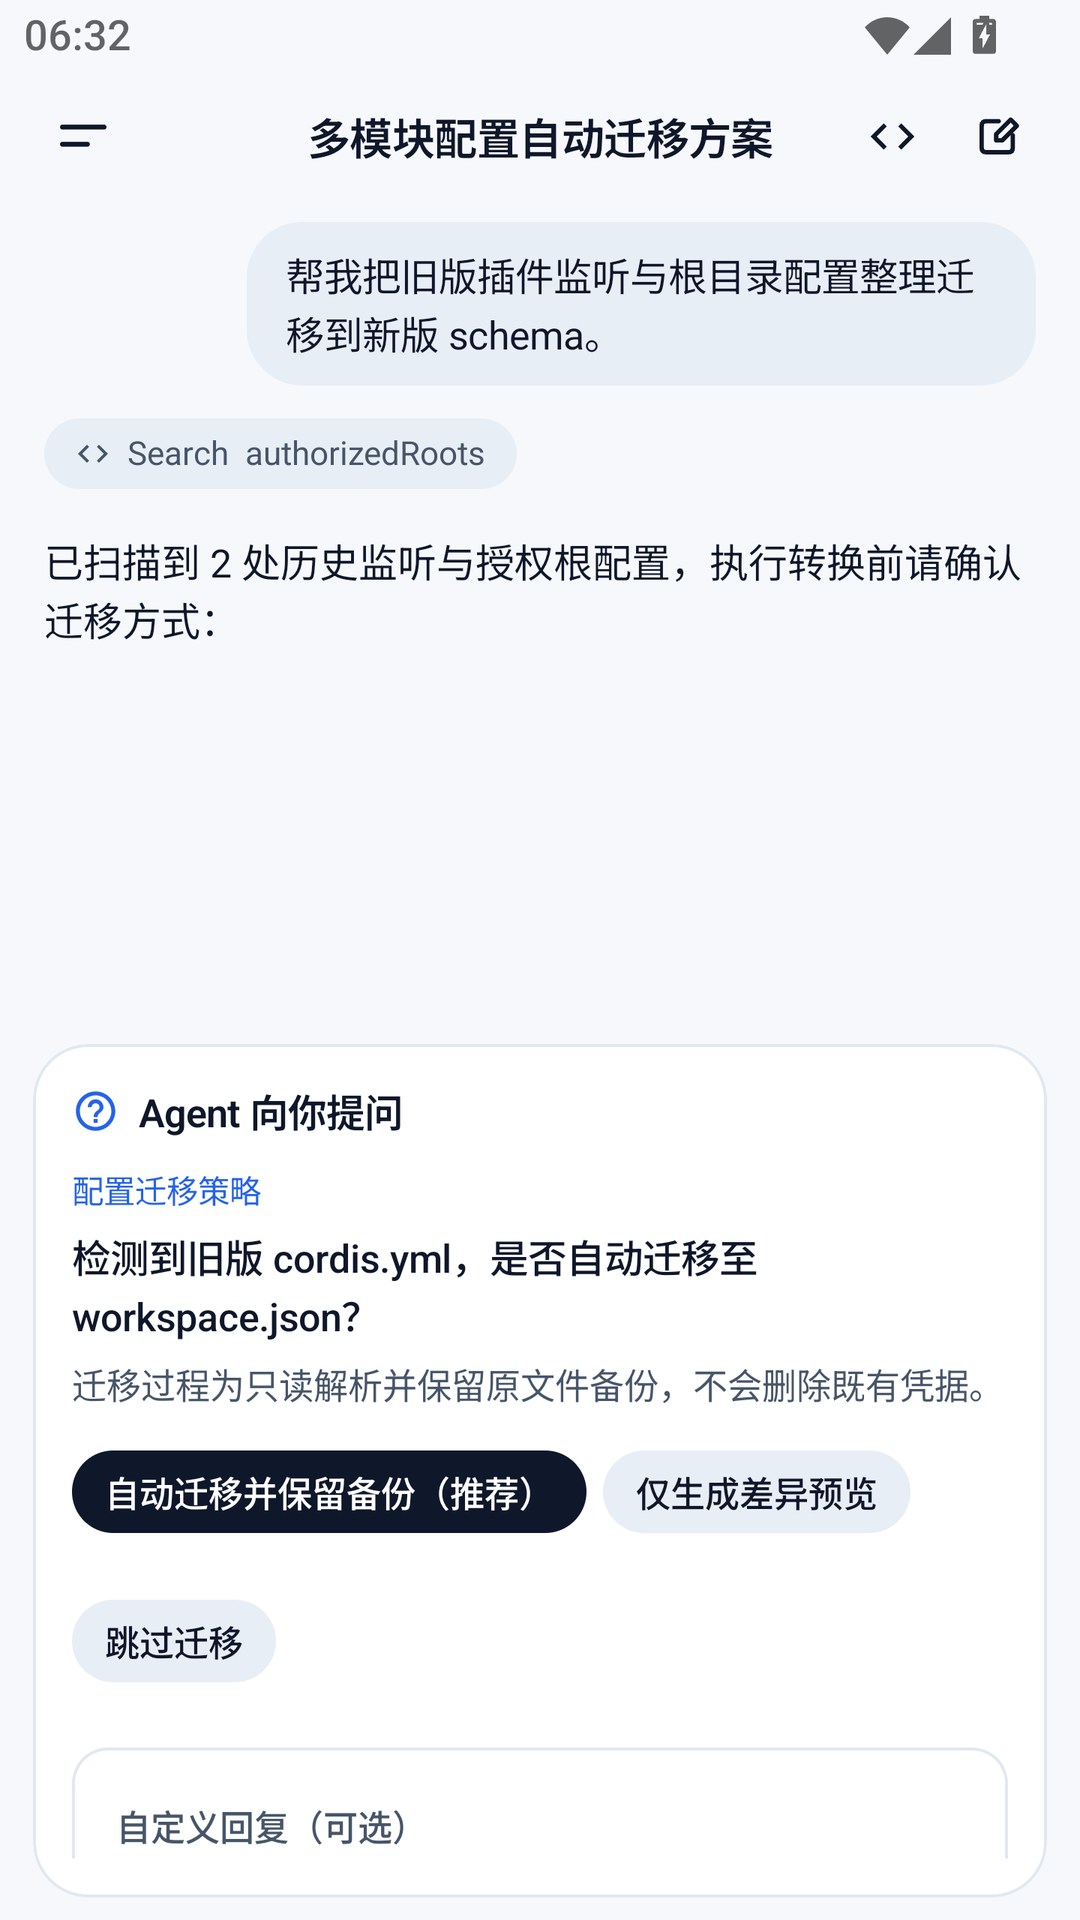 06:32
多模块配置自动迁移方案
帮我把旧版插件监听与根目录配置整理迁
移到新版 schema。
Search authorizedRoots
已扫描到 2 处历史监听与授权根配置，执行转换前请确认
迁移方式：
Agent 向你提问
配置迁移策略
检测到旧版 cordis.yml，是否自动迁移至
workspace.json？
迁移过程为只读解析并保留原文件备份，不会删除既有凭据。
自动迁移并保留备份（推荐）
仅生成差异预览
跳过迁移
自定义回复（可选）